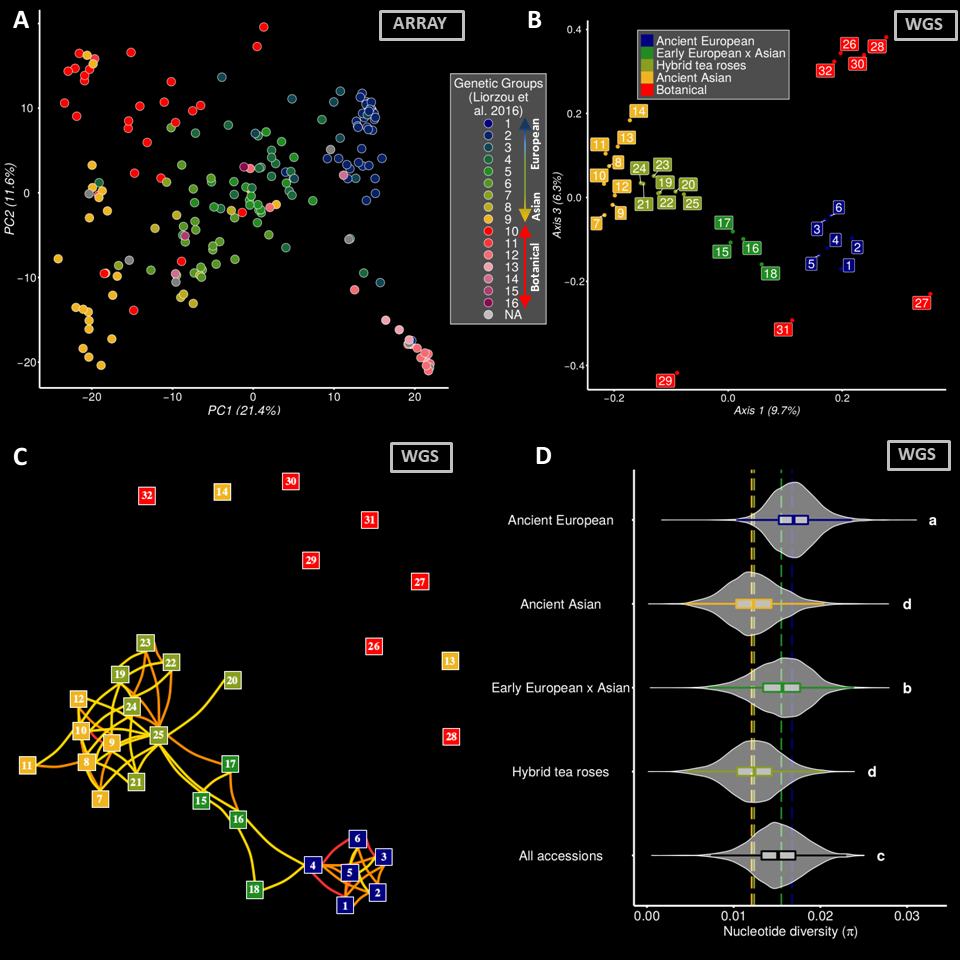 A
ARRAY
10
0
−10
−20
PC2 (11.6%)
−20
−10
0
10
20
PC1 (21.4%)
Genetic Groups
(Liorzou et
al. 2016)
1
2
3
4
5
6
7
8
9
10
11
12
13
14
15
16
NA
European
Asian
Botanical
B
WGS
Ancient European
Early European x Asian
Hybrid tea roses
Ancient Asian
Botanical
0.4
0.2
0.0
−0.2
−0.4
Axis 3 (6.3%)
26
28
32
30
14
13
11
8
10
12
7
9
24
23
19
20
21
22
25
17
15
16
18
6
3
4
2
5
1
27
31
29
−0.2
0.0
0.2
Axis 1 (9.7%)
C
WGS
32
14
30
31
29
27
26
13
28
23
22
19
20
12
24
10
9
25
11
8
7
21
17
15
16
18
4
6
3
5
2
1
D
WGS
Ancient European
a
Ancient Asian
d
Early European x Asian
b
Hybrid tea roses
d
All accessions
c
0.00
0.01
0.02
0.03
Nucleotide diversity (π)